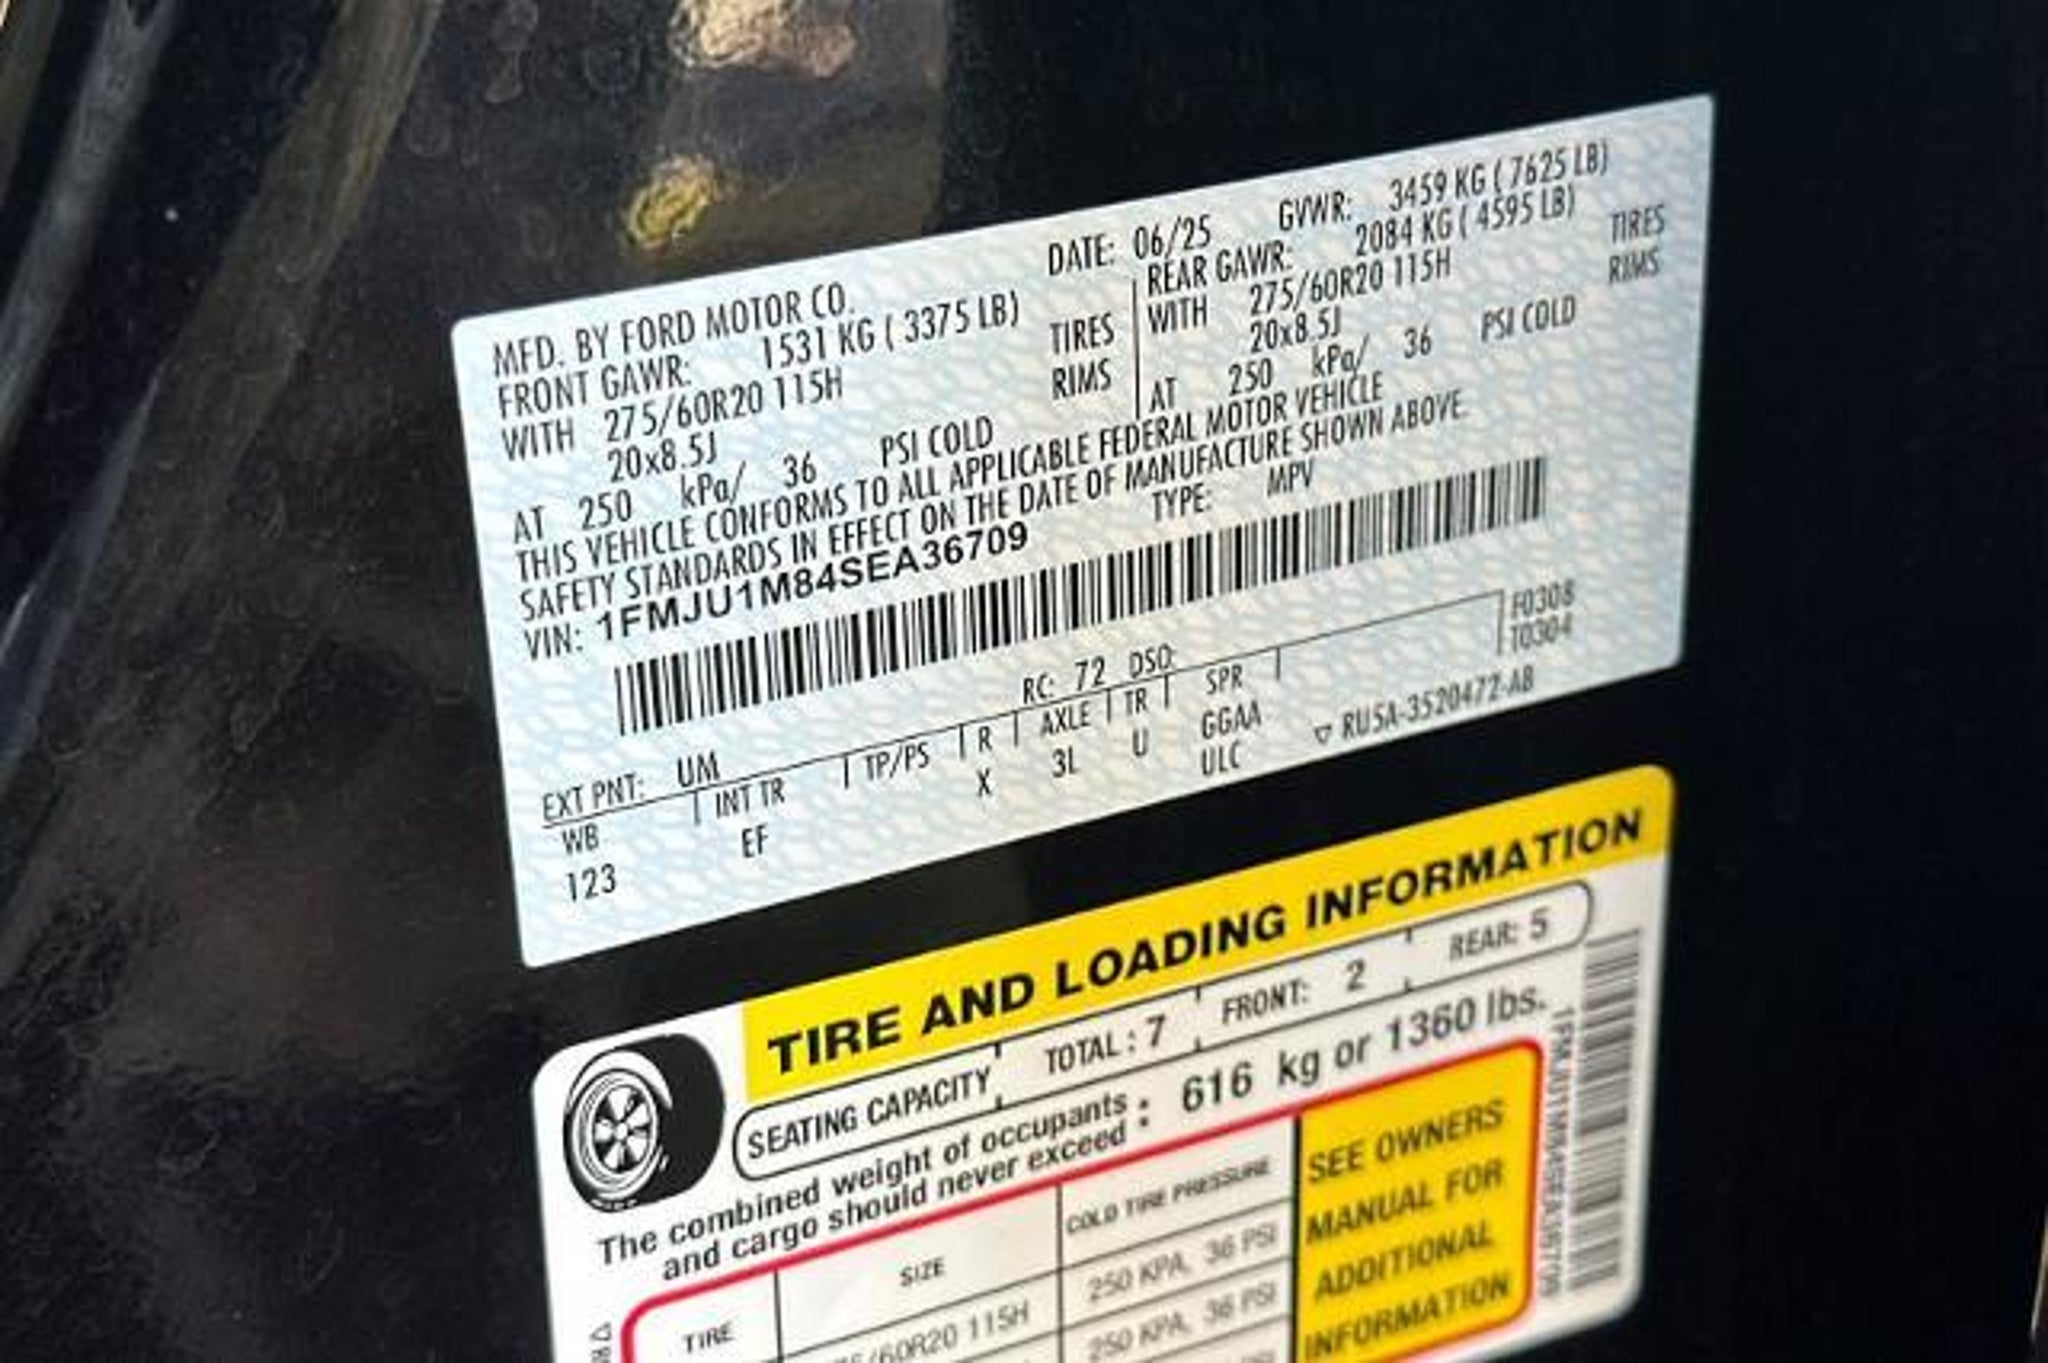 MFD. BY FORD MOTOR CO.
DATE: 06/25 GVWR: 3459 KG ( 7625 LB)
FRONT GAWR: 1531 KG ( 3375 LB)
WITH 275/60R20 115H TIRES
20x8.5J RIMS
AT 250 kPa/ 36 PSI COLD
REAR GAWR: 2084 KG ( 4595 LB)
WITH 275/60R20 115H TIRES
20x8.5J RIMS
AT 250 kPa/ 36 PSI COLD
THIS VEHICLE CONFORMS TO ALL APPLICABLE FEDERAL MOTOR VEHICLE
SAFETY STANDARDS IN EFFECT ON THE DATE OF MANUFACTURE SHOWN ABOVE.
VIN: 1FMJU1M84SEA36709
TYPE: MPV
F0308
T0304
EXT PNT: UM RC: 72 DSO:
WB INT TR TP/PS R AXLE TR SPR
123 EF X 3L U GGAA
ULC
▽ RU5A-3520472-AB
TIRE AND LOADING INFORMATION
SEATING CAPACITY TOTAL : 7 FRONT: 2 REAR: 5
The combined weight of occupants
and cargo should never exceed : 616 kg or 1360 lbs.
TIRE SIZE COLD TIRE PRESSURE
/60R20 115H 250 KPA, 36 PSI
250 KPA, 36 PSI
PSI
SEE OWNERS
MANUAL FOR
ADDITIONAL
INFORMATION
1FMJU1M84SEA36709